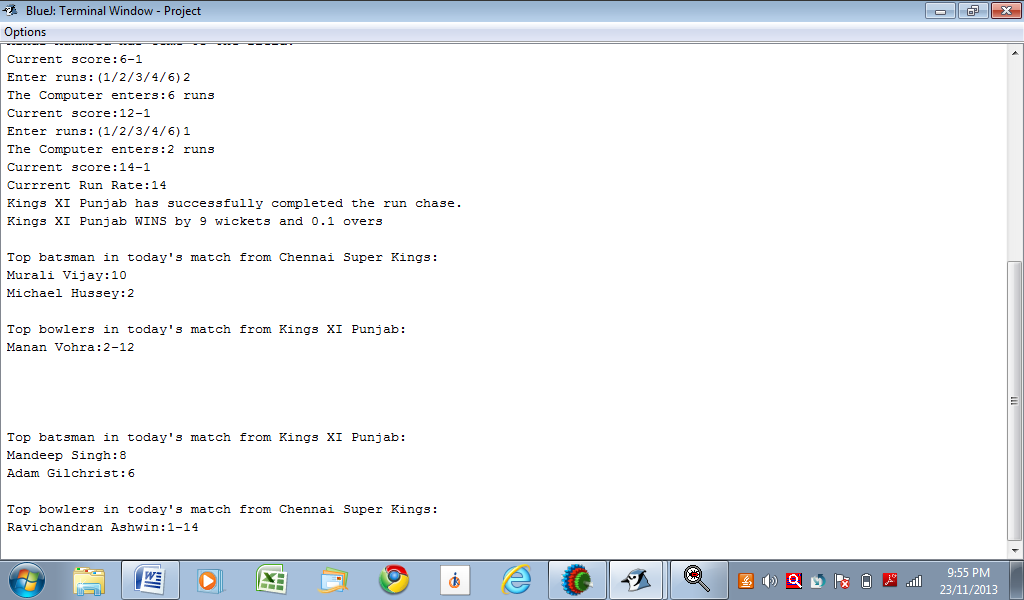 BlueJ: Terminal Window - Project
Options
Current score:6-1
Enter runs:(1/2/3/4/6)2
The Computer enters:6 runs
Current score:12-1
Enter runs:(1/2/3/4/6)1
The Computer enters:2 runs
Current score:14-1
Currrent Run Rate:14
Kings XI Punjab has successfully completed the run chase.
Kings XI Punjab WINS by 9 wickets and 0.1 overs
Top batsman in today's match from Chennai Super Kings:
Murali Vijay:10
Michael Hussey:2
Top bowlers in today's match from Kings XI Punjab:
Manan Vohra:2-12
Top batsman in today's match from Kings XI Punjab:
Mandeep Singh:8
Adam Gilchrist:6
Top bowlers in today's match from Chennai Super Kings:
Ravichandran Ashwin:1-14
9:55 PM
23/11/2013